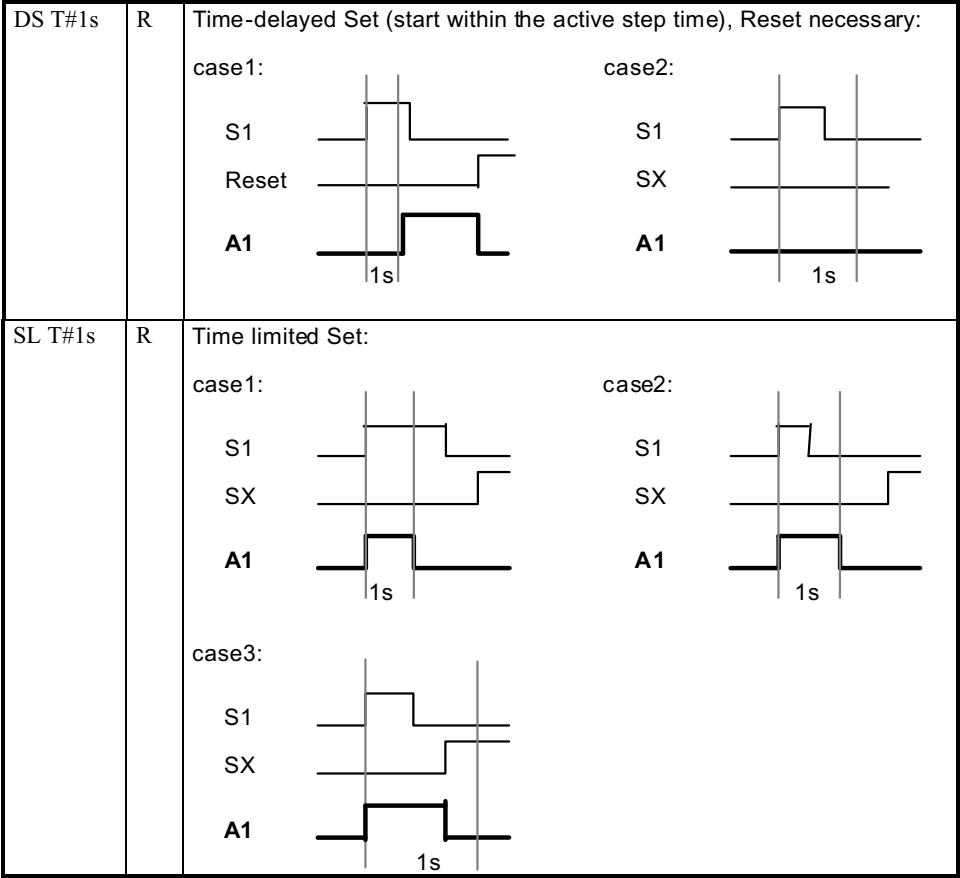 DS T#1s R Time-delayed Set (start within the active step time), Reset necessary:
case1: case2:
S1 S1
Reset SX
A1 A1
1s 1s
SL T#1s R Time limited Set:
case1: case2:
S1 S1
SX SX
A1 A1
1s 1s
case3:
S1
SX
A1
1s